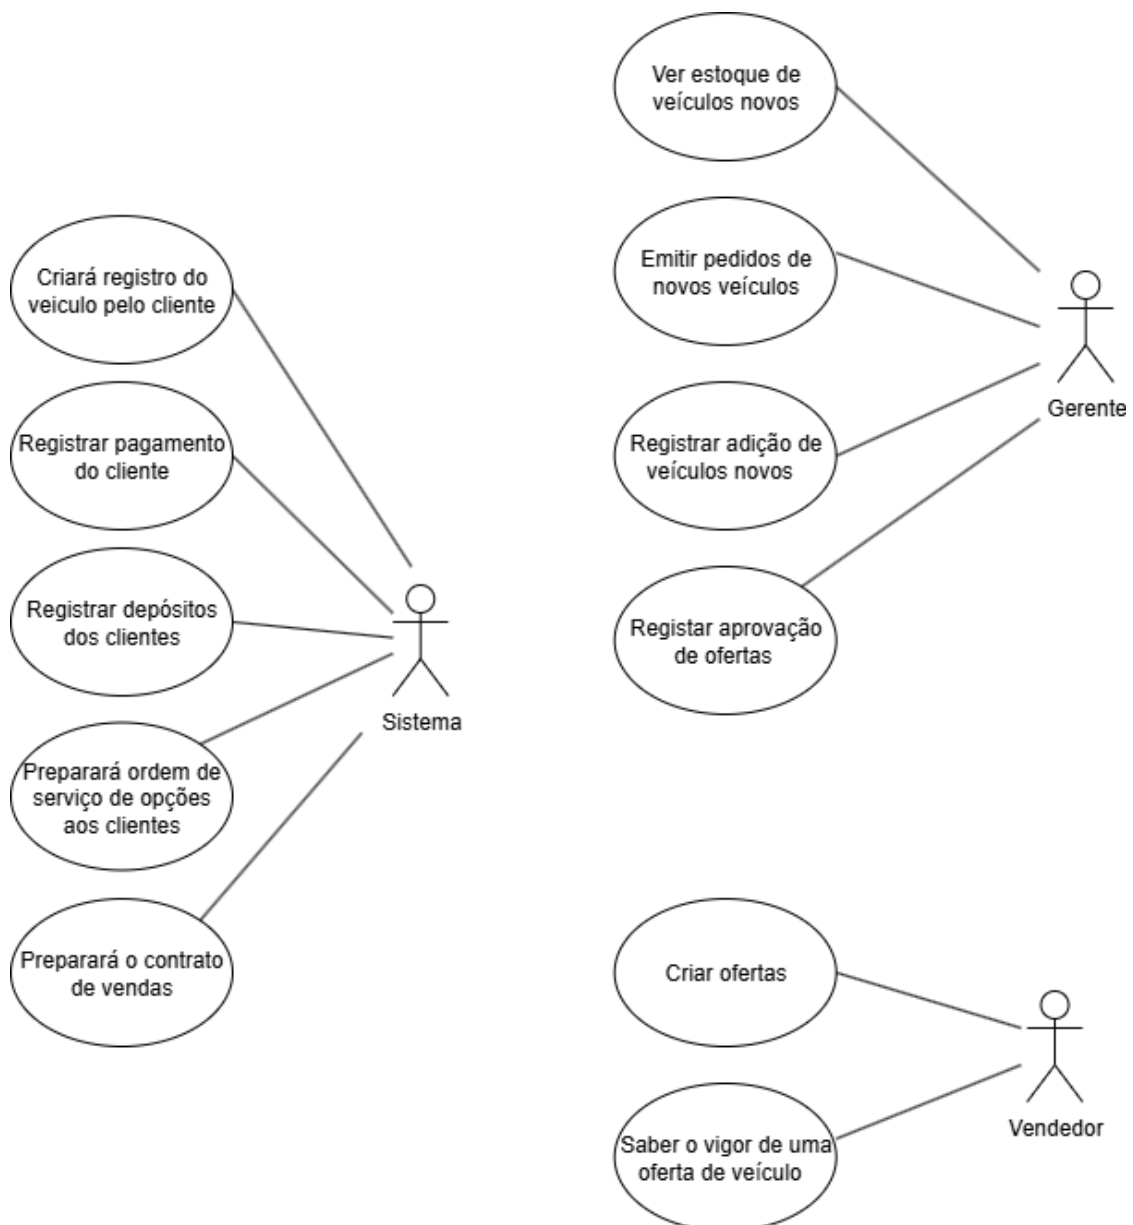 Ver estoque de
veículos novos
Emitir pedidos de
novos veículos
Registrar adição de
veículos novos
Registar aprovação
de ofertas
Gerente
Criará registro do
veiculo pelo cliente
Registrar pagamento
do cliente
Registrar depósitos
dos clientes
Preparará ordem de
serviço de opções
aos clientes
Preparará o contrato
de vendas
Sistema
Criar ofertas
Saber o vigor de uma
oferta de veículo
Vendedor